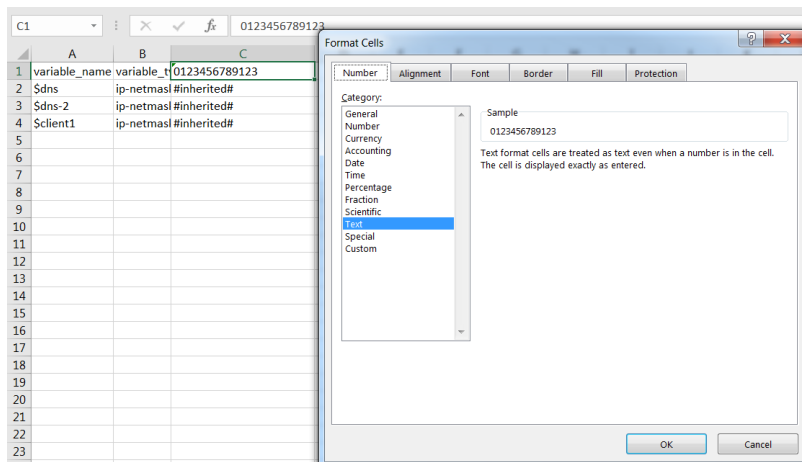 C1 fx 0123456789123
A B C
1 variable_name variable_t 0123456789123
2 $dns ip-netmasl #inherited#
3 $dns-2 ip-netmasl #inherited#
4 $client1 ip-netmasl #inherited#
5
6
7
8
9
10
11
12
13
14
15
16
17
18
19
20
21
22
23
Format Cells
Number Alignment Font Border Fill Protection
Category:
General
Number
Currency
Accounting
Date
Time
Percentage
Fraction
Scientific
Text
Special
Custom
Sample
0123456789123
Text format cells are treated as text even when a number is in the cell.
The cell is displayed exactly as entered.
OK Cancel